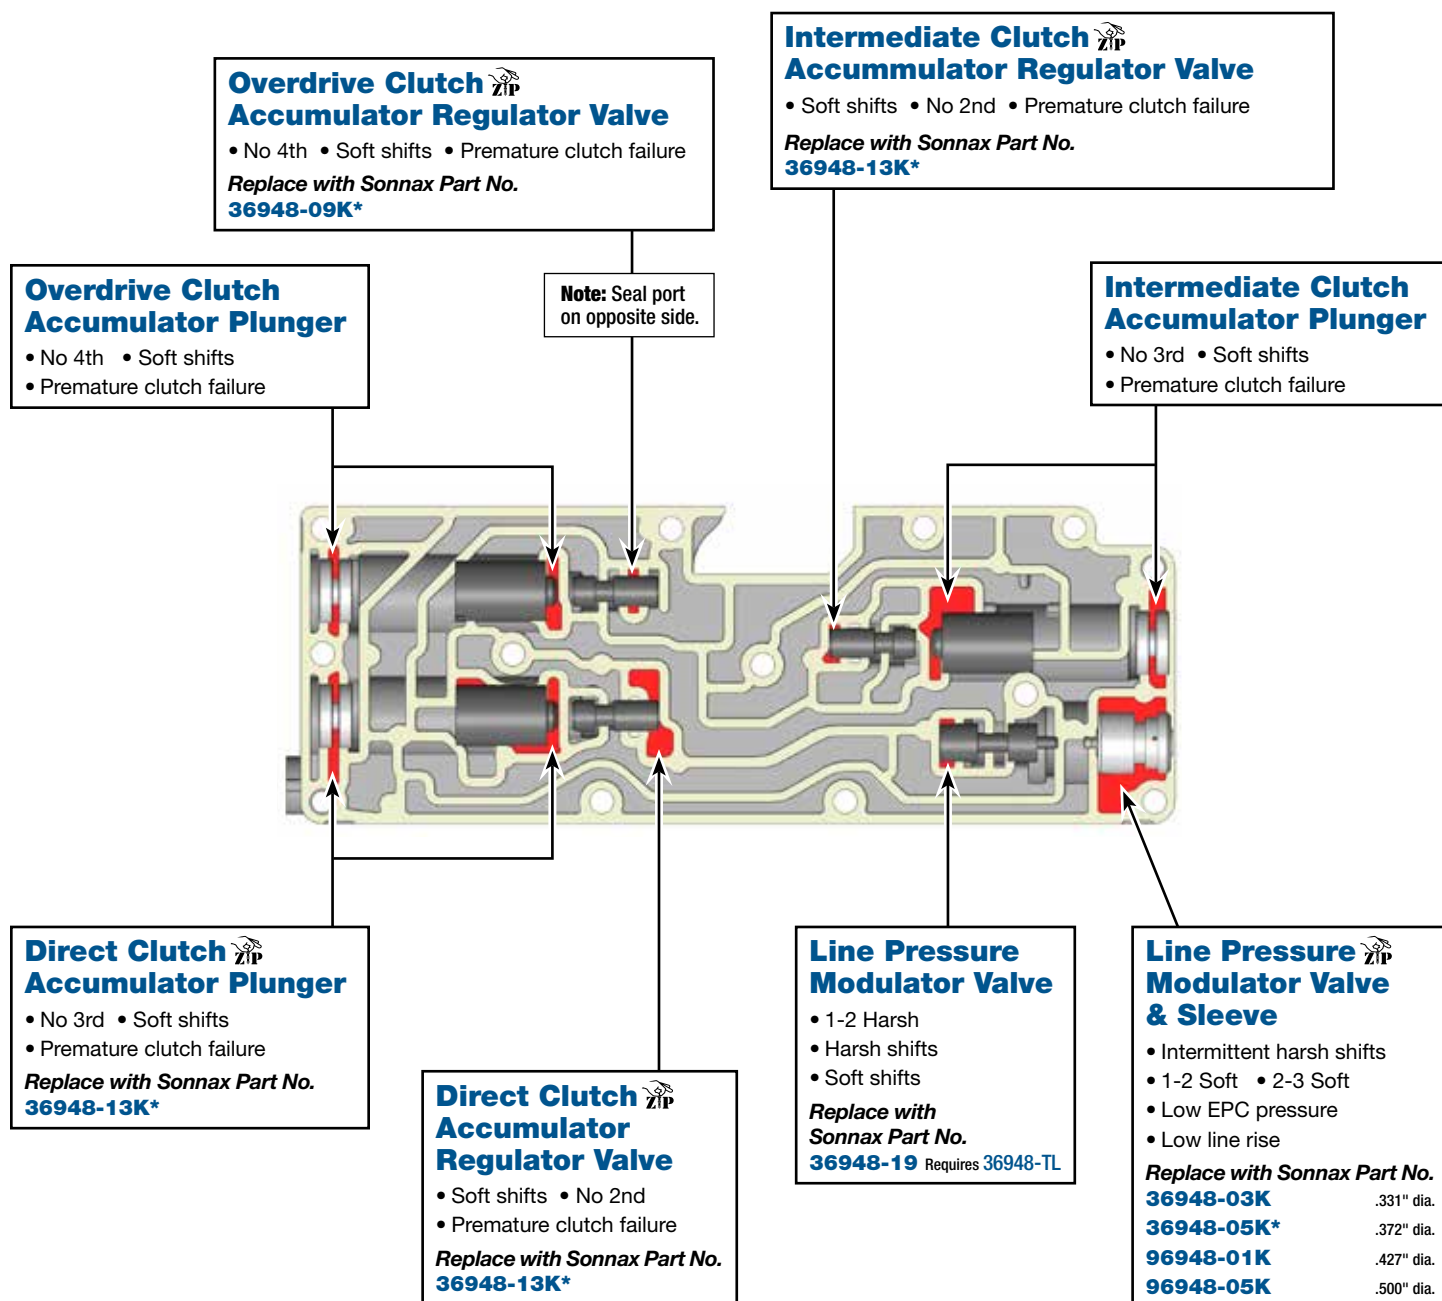 Overdrive Clutch ZIP
Accumulator Regulator Valve
• No 4th • Soft shifts • Premature clutch failure
Replace with Sonnax Part No.
36948-09K*
Intermediate Clutch ZIP
Accummulator Regulator Valve
• Soft shifts • No 2nd • Premature clutch failure
Replace with Sonnax Part No.
36948-13K*
Overdrive Clutch
Accumulator Plunger
• No 4th • Soft shifts
• Premature clutch failure
Note: Seal port
on opposite side.
Intermediate Clutch
Accumulator Plunger
• No 3rd • Soft shifts
• Premature clutch failure
Direct Clutch ZIP
Accumulator Plunger
• No 3rd • Soft shifts
• Premature clutch failure
Replace with Sonnax Part No.
36948-13K*
Direct Clutch ZIP
Accumulator
Regulator Valve
• Soft shifts • No 2nd
• Premature clutch failure
Replace with Sonnax Part No.
36948-13K*
Line Pressure
Modulator Valve
• 1-2 Harsh
• Harsh shifts
• Soft shifts
Replace with
Sonnax Part No.
36948-19 Requires 36948-TL
Line Pressure ZIP
Modulator Valve
& Sleeve
• Intermittent harsh shifts
• 1-2 Soft • 2-3 Soft
• Low EPC pressure
• Low line rise
Replace with Sonnax Part No.
36948-03K .331" dia.
36948-05K* .372" dia.
96948-01K .427" dia.
96948-05K .500" dia.